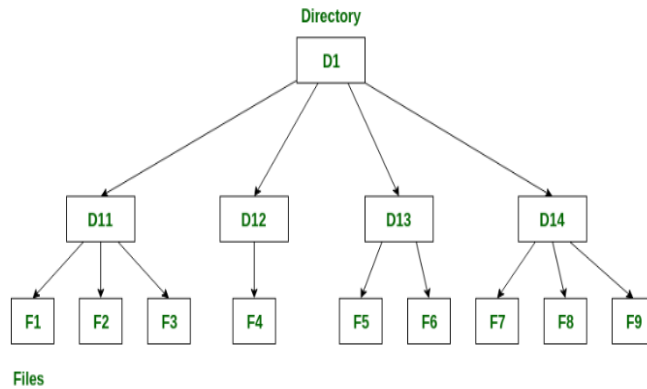 Directory
D1
D11 D12 D13 D14
F1 F2 F3 F4 F5 F6 F7 F8 F9
Files